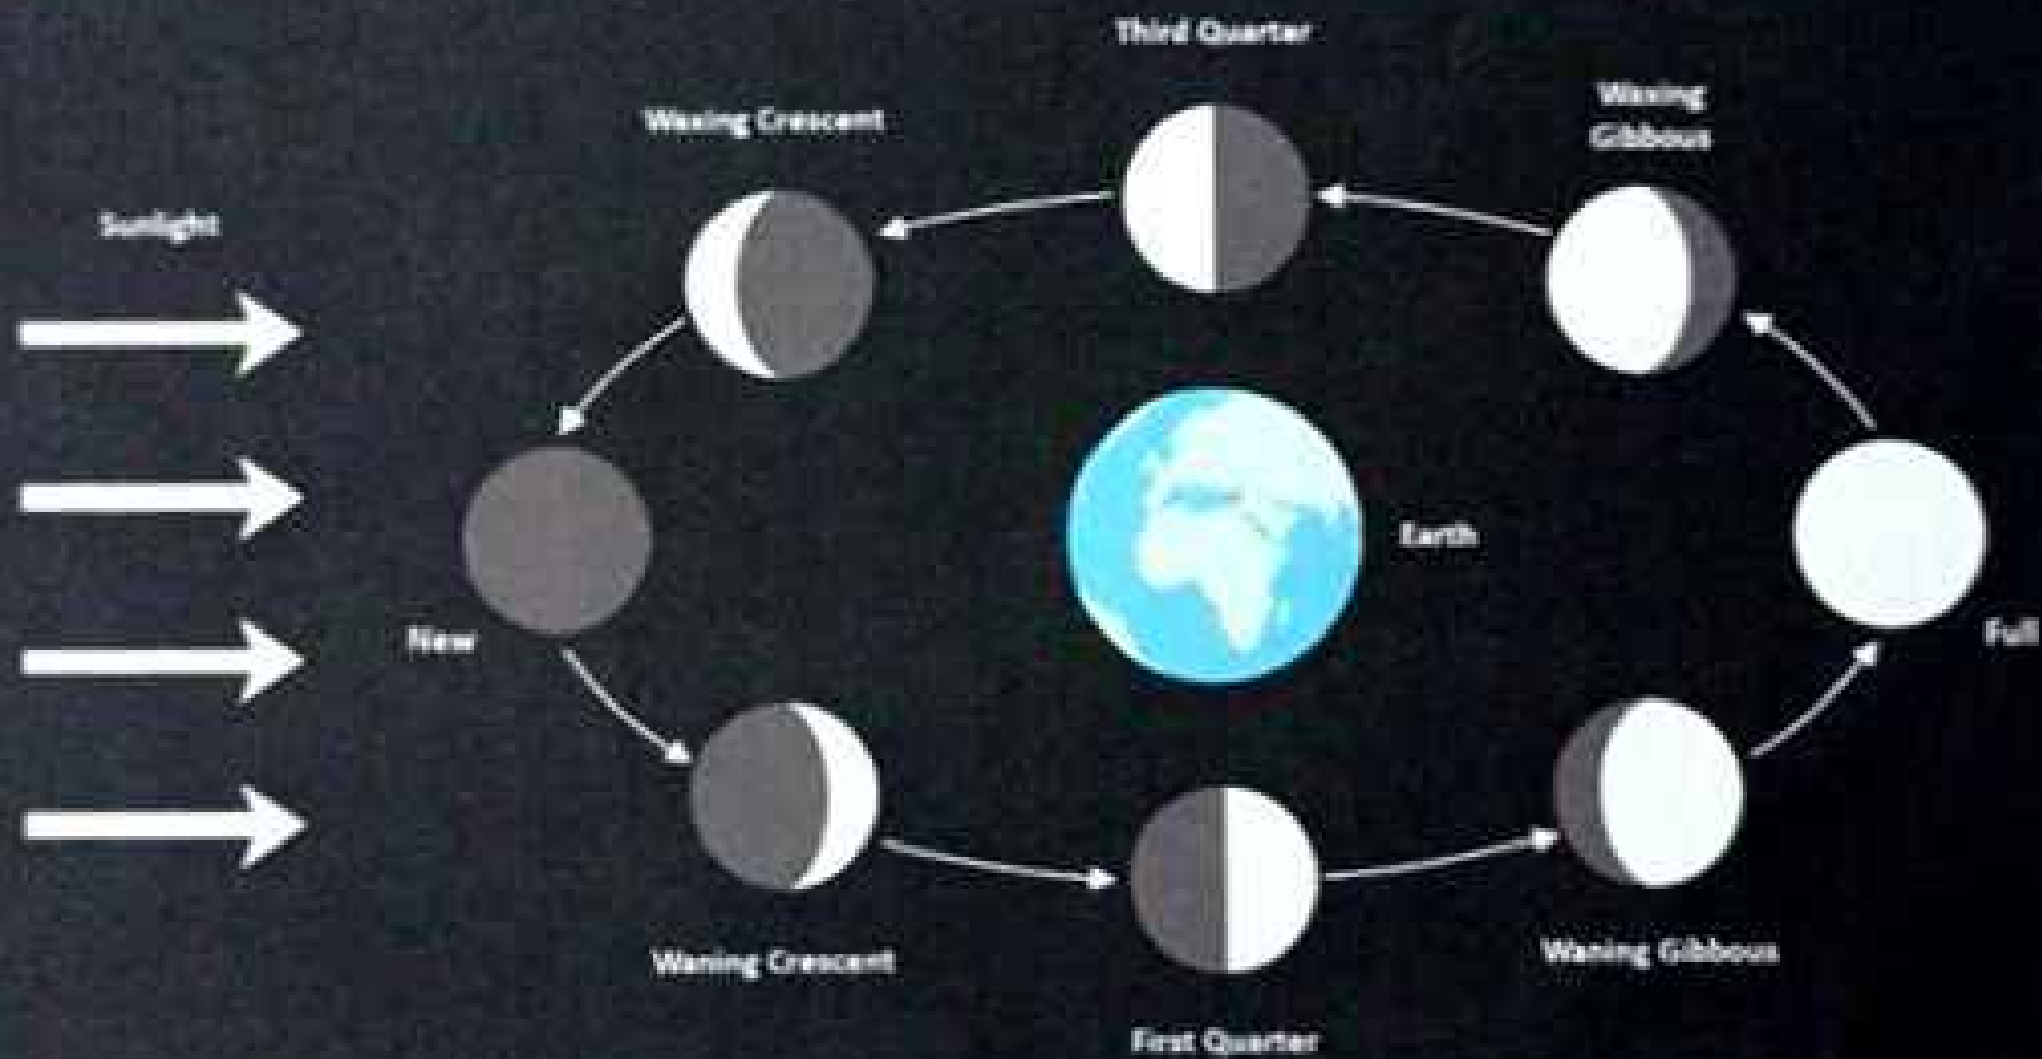 Third Quarter
Waxing
Gibbous
Waxing Crescent
Sunlight
Earth
New
Full
Waning Crescent
Waning Gibbous
First Quarter